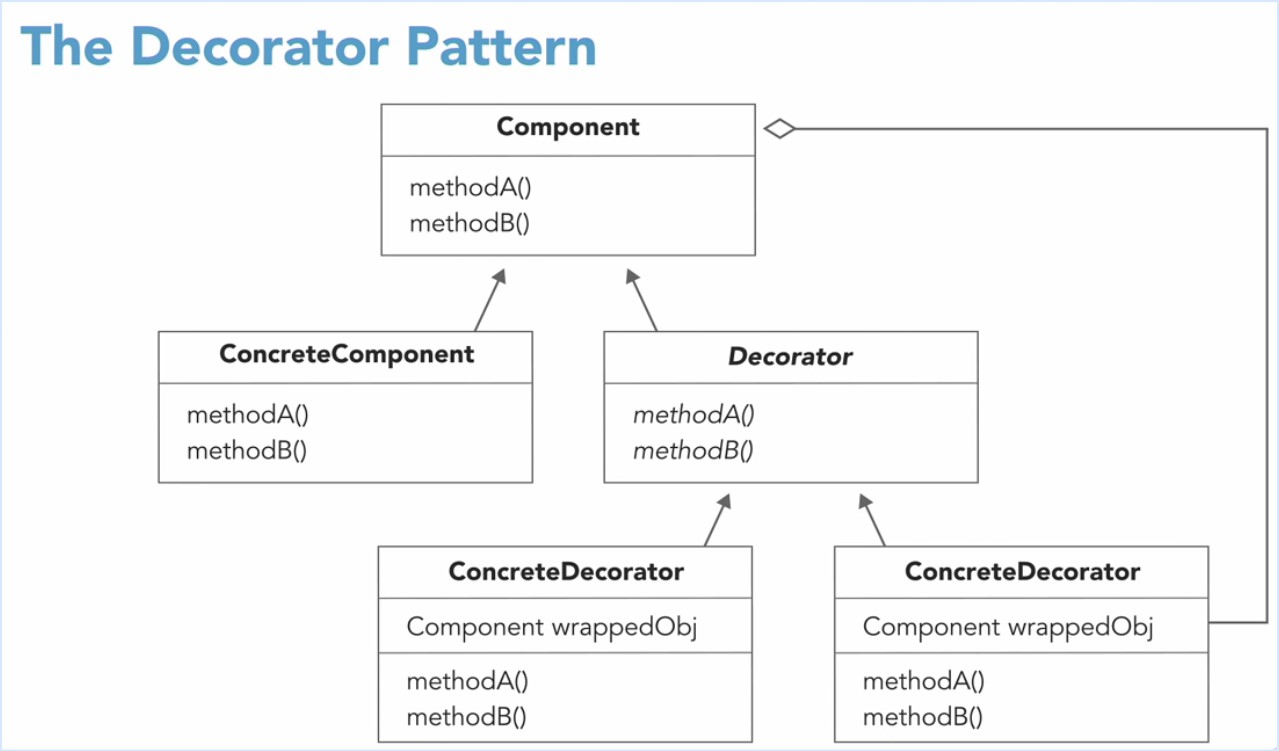 The Decorator Pattern
Component
methodA()
methodB()
ConcreteComponent
methodA()
methodB()
Decorator
methodA()
methodB()
ConcreteDecorator
Component wrappedObj
methodA()
methodB()
ConcreteDecorator
Component wrappedObj
methodA()
methodB()